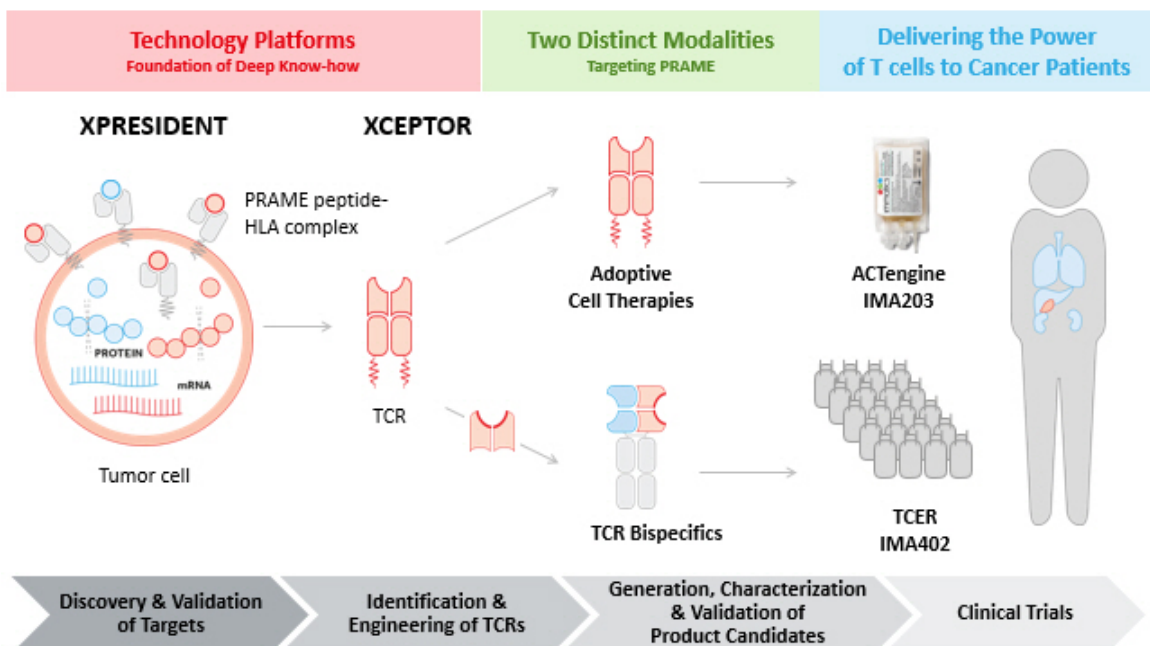 Technology Platforms
Foundation of Deep Know-how
Two Distinct Modalities
Targeting PRAME
Delivering the Power
of T cells to Cancer Patients
XPRESIDENT
XCEPTOR
PRAME peptide-
HLA complex
PROTEIN
mRNA
Tumor cell
TCR
Adoptive
Cell Therapies
ACTengine
IMA203
TCR Bispecifics
TCER
IMA402
Discovery & Validation
of Targets
Identification &
Engineering of TCRs
Generation, Characterization
& Validation of
Product Candidates
Clinical Trials